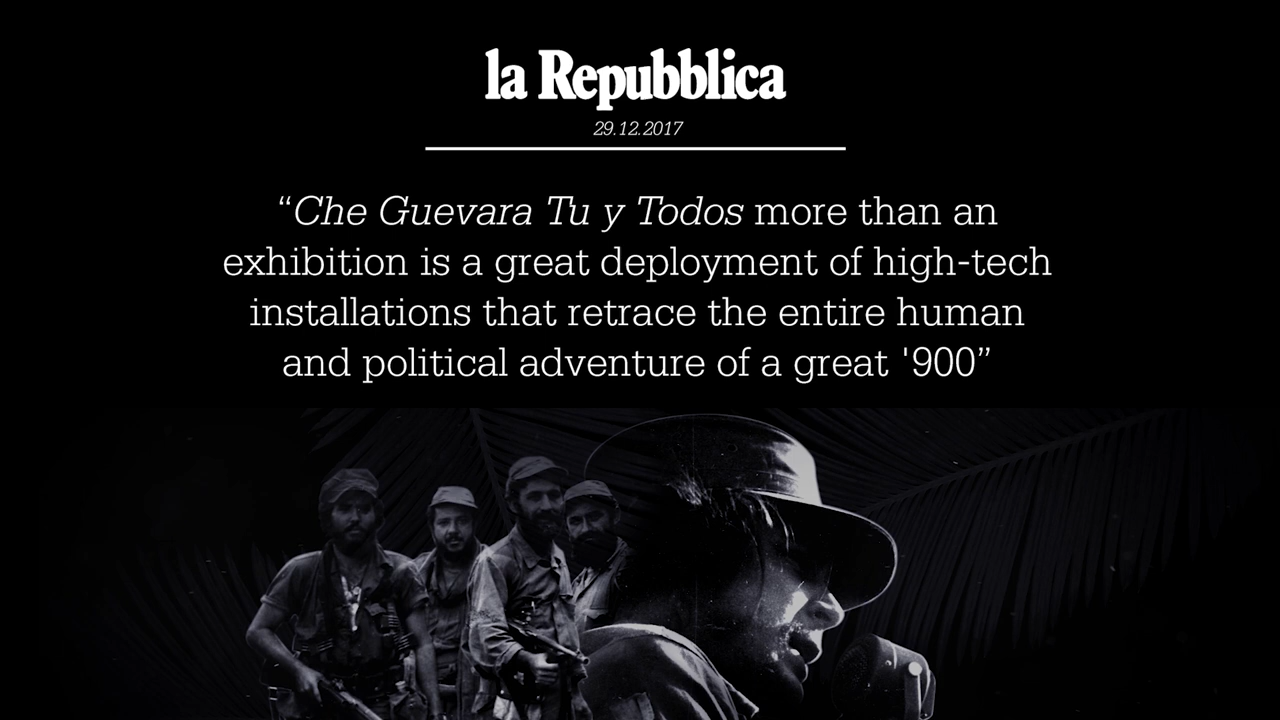 la Repubblica
29.12.2017
“Che Guevara Tu y Todos more than an
exhibition is a great deployment of high-tech
installations that retrace the entire human
and political adventure of a great '900”